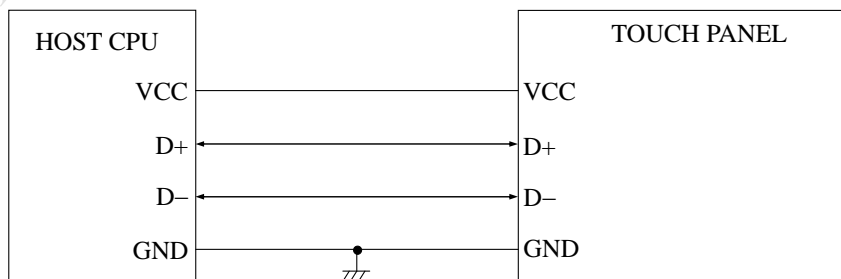 HOST CPU
TOUCH PANEL
VCC
VCC
D+
D+
D−
D−
GND
GND